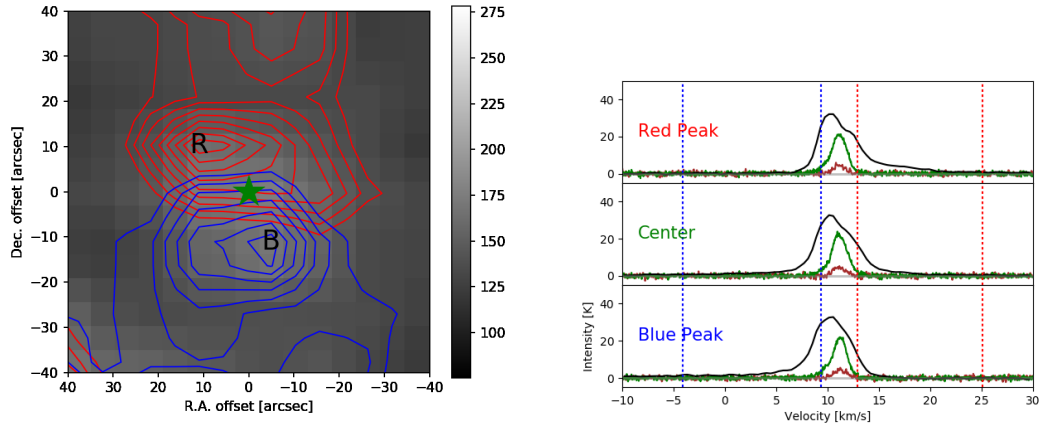 40
30
20
10
0
−10
−20
−30
−40
Dec. offset [arcsec]
R
B
40 30 20 10 0 −10 −20 −30 −40
R.A. offset [arcsec]
275
250
225
200
175
150
125
100
40
20
0
Red Peak
40
20
0
Center
40
20
0
Blue Peak
Intensity [K]
−10 −5 0 5 10 15 20 25 30
Velocity [km/s]